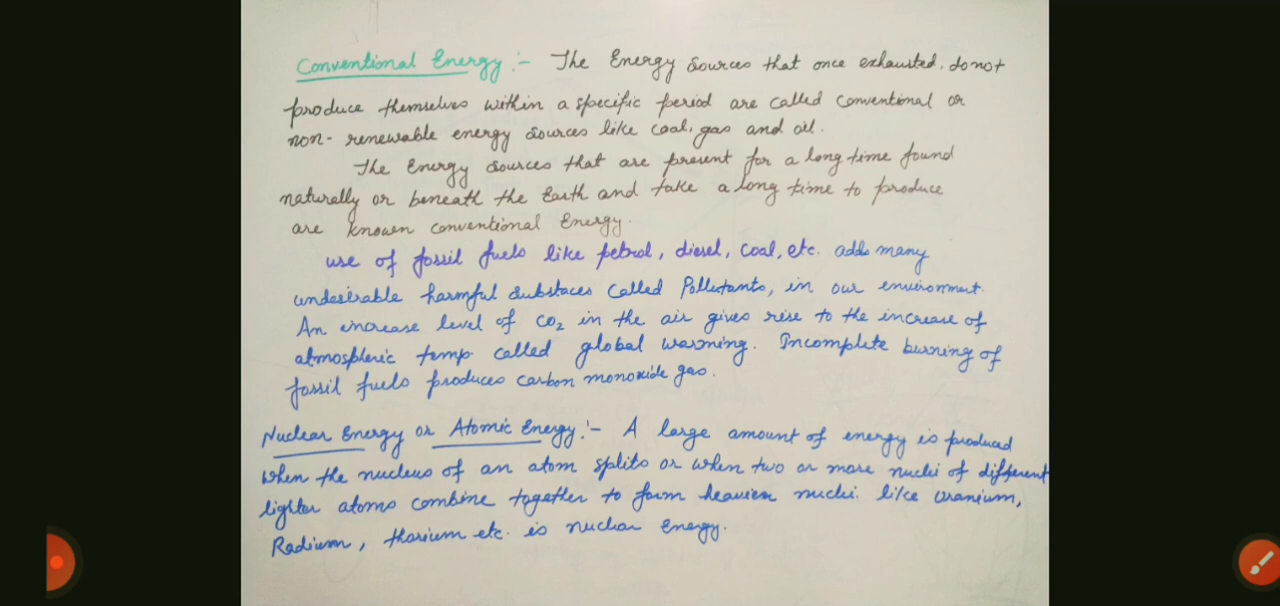 Conventional Energy :- The Energy sources that once exhausted, do not
produce themselves within a specific period are called conventional or
non-renewable energy sources like coal, gas and oil.
The Energy sources that are present for a long time found
naturally or beneath the Earth and take a long time to produce
are known conventional Energy.
use of fossil fuels like petrol, diesel, coal, etc. adds many
undesirable harmful substaces called Pollutants, in our environment.
An increase level of CO₂ in the air gives rise to the increase of
atmospheric temp. called global warming. Incomplete burning of
fossil fuels produces carbon monoxide gas.
Nuclear Energy or Atomic Energy :- A large amount of energy is produced
when the nucleus of an atom splits or when two or more nuclei of different
lighter atoms combine together to form heavier nuclei. like uranium,
Radium, thorium etc. is nuclear Energy.